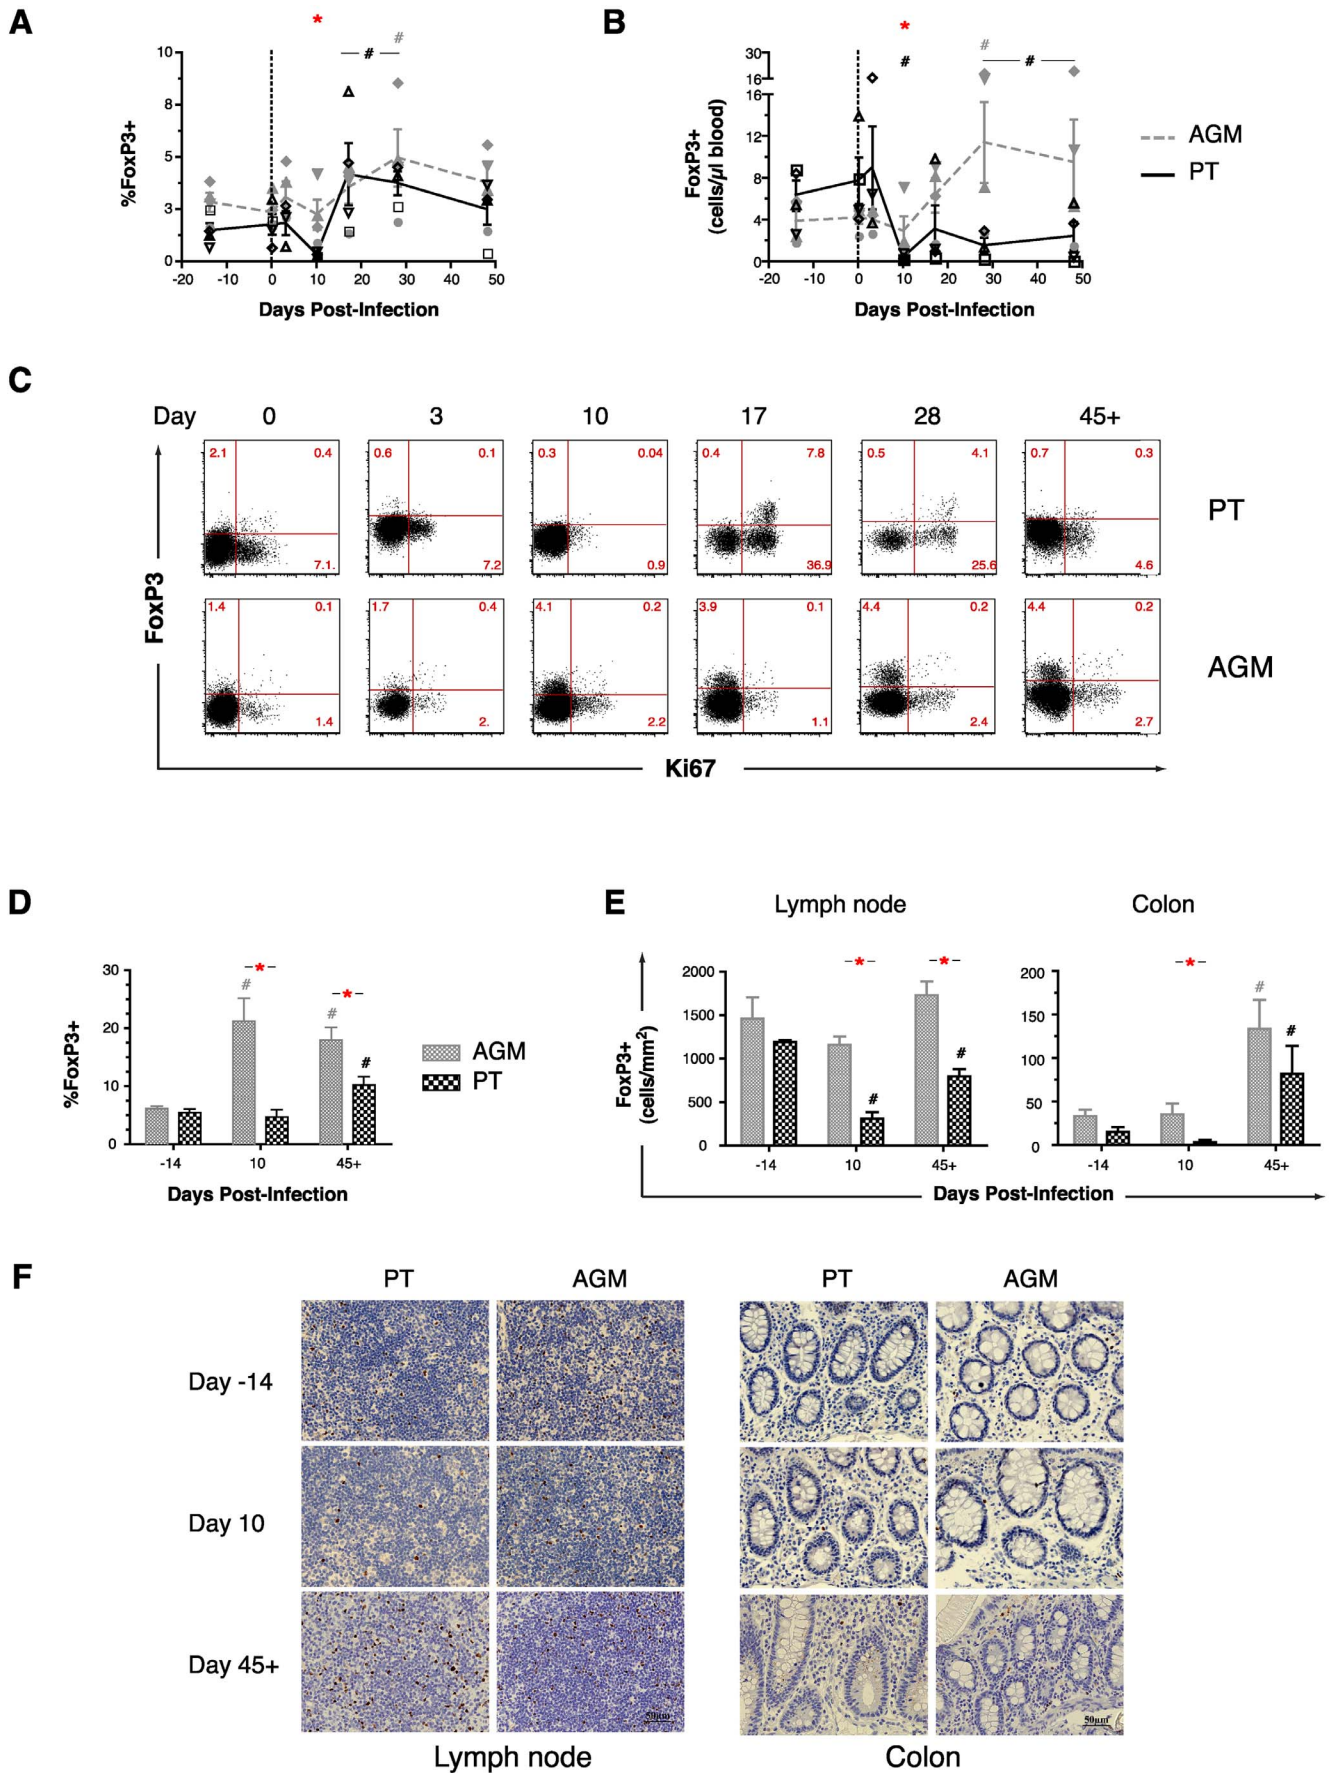 A
*
#
#
10
8
5
3
0
%FoxP3+
-20 -10 0 10 20 30 40 50
Days Post-Infection
B
*
#
#
#
30
16
16
12
8
4
0
FoxP3+
(cells/µl blood)
-20 -10 0 10 20 30 40 50
Days Post-Infection
AGM
PT
C
Day 0 3 10 17 28 45+
2.1 0.4 0.6 0.1 0.3 0.04 0.4 7.8 0.5 4.1 0.7 0.3
7.1. 7.2 0.9 36.9 25.6 4.6
PT
1.4 0.1 1.7 0.4 4.1 0.2 3.9 0.1 4.4 0.2 4.4 0.2
1.4 2. 2.2 1.1 2.4 2.7
AGM
FoxP3
Ki67
D
30
20
10
0
%FoxP3+
*
#
*
#
#
-14 10 45+
Days Post-Infection
AGM
PT
E
Lymph node Colon
FoxP3+
(cells/mm²)
2000
1500
1000
500
0
*
#
*
#
-14 10 45+
200
150
100
50
0
*
#
#
-14 10 45+
Days Post-Infection
F
PT AGM PT AGM
Day -14
Day 10
Day 45+
50µm 50µm
Lymph node Colon